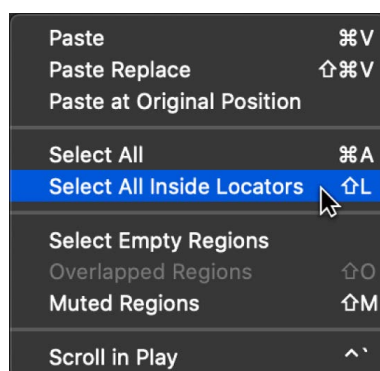 Paste ⌘V
Paste Replace ⇧⌘V
Paste at Original Position
Select All ⌘A
Select All Inside Locators ⇧L
Select Empty Regions
Overlapped Regions ⇧O
Muted Regions ⇧M
Scroll in Play ^`